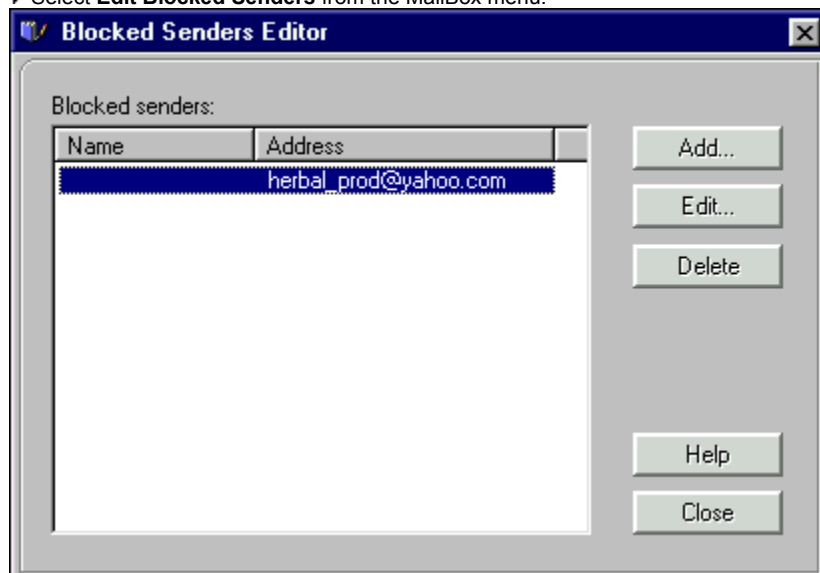 Select Edit Blocked Senders from the MailBox menu.
Blocked Senders Editor
Blocked senders:
Name Address
herbal_prod@yahoo.com
Add...
Edit...
Delete
Help
Close